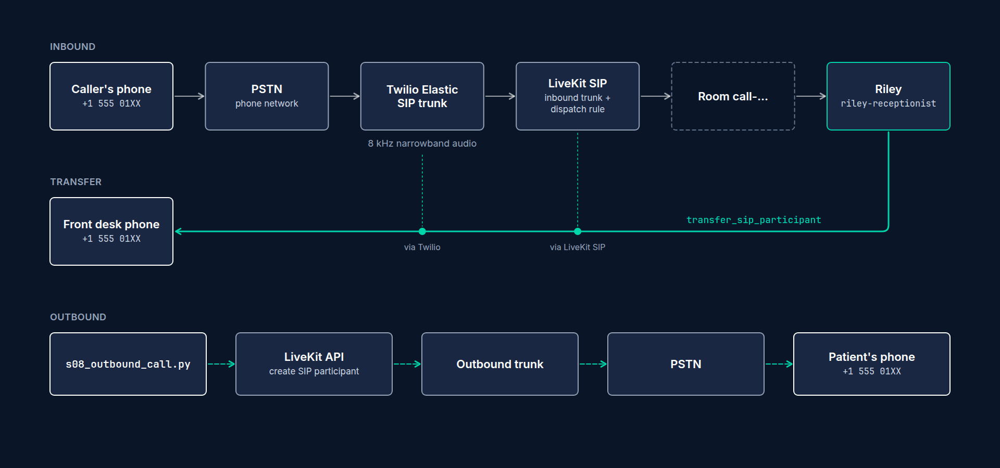 INBOUND
Caller's phone
+1 555 01XX
PSTN
phone network
Twilio Elastic
SIP trunk
LiveKit SIP
inbound trunk +
dispatch rule
Room call-...
Riley
riley-receptionist
8 kHz narrowband audio
TRANSFER
Front desk phone
+1 555 01XX
transfer_sip_participant
via Twilio
via LiveKit SIP
OUTBOUND
s08_outbound_call.py
LiveKit API
create SIP participant
Outbound trunk
PSTN
Patient's phone
+1 555 01XX